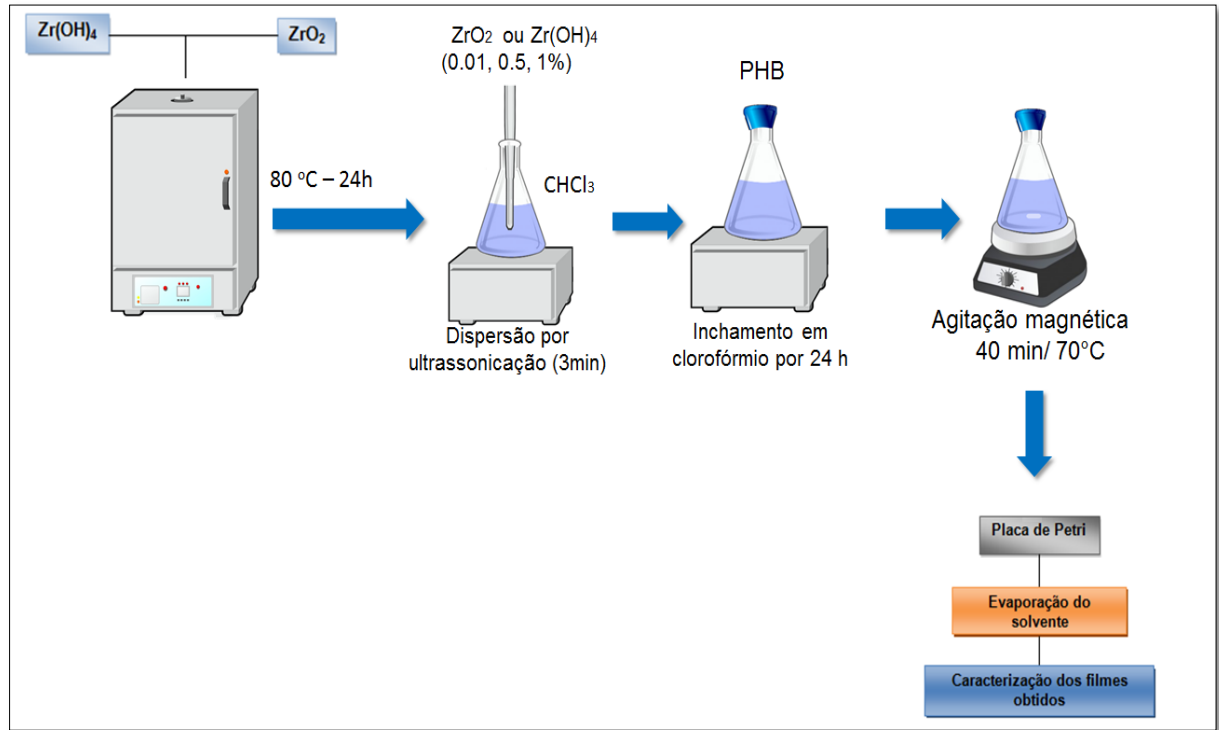 Zr(OH)₄
ZrO₂
80 ºC – 24h
ZrO₂ ou Zr(OH)₄
(0.01, 0.5, 1%)
CHCl₃
Dispersão por
ultrassonicação (3min)
PHB
Inchamento em
clorofórmio por 24 h
Agitação magnética
40 min/ 70°C
Placa de Petri
Evaporação do
solvente
Caracterização dos filmes
obtidos